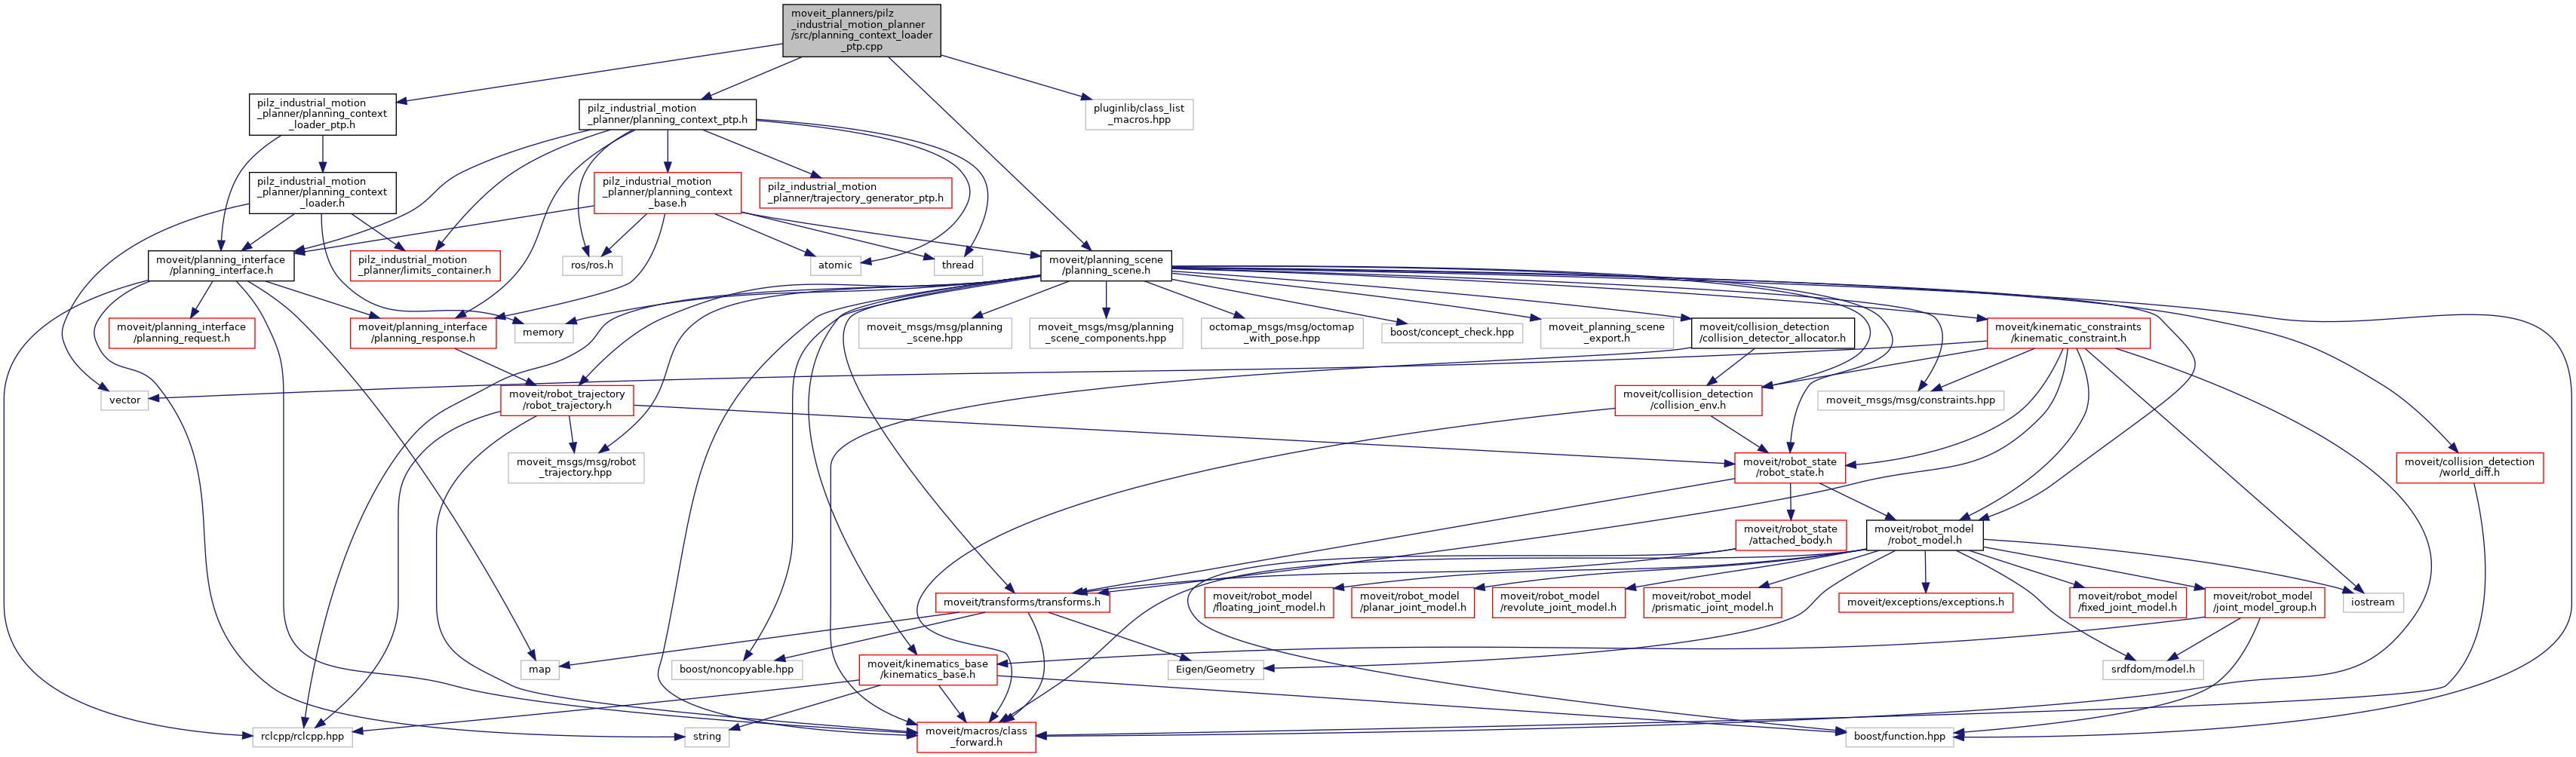 moveit_planners/pilz
_industrial_motion_planner
/src/planning_context_loader
_ptp.cpp
pilz_industrial_motion
_planner/planning_context
_loader_ptp.h
pilz_industrial_motion
_planner/planning_context_ptp.h
pluginlib/class_list
_macros.hpp
pilz_industrial_motion
_planner/planning_context
_loader.h
pilz_industrial_motion
_planner/planning_context
_base.h
pilz_industrial_motion
_planner/trajectory_generator_ptp.h
moveit/planning_interface
/planning_interface.h
pilz_industrial_motion
_planner/limits_container.h
ros/ros.h
atomic
thread
moveit/planning_scene
/planning_scene.h
moveit/planning_interface
/planning_request.h
moveit/planning_interface
/planning_response.h
memory
moveit_msgs/msg/planning
_scene.hpp
moveit_msgs/msg/planning
_scene_components.hpp
octomap_msgs/msg/octomap
_with_pose.hpp
boost/concept_check.hpp
moveit_planning_scene
_export.h
moveit/collision_detection
/collision_detector_allocator.h
moveit/kinematic_constraints
/kinematic_constraint.h
vector
moveit/robot_trajectory
/robot_trajectory.h
moveit/collision_detection
/collision_env.h
moveit_msgs/msg/constraints.hpp
moveit_msgs/msg/robot
_trajectory.hpp
moveit/robot_state
/robot_state.h
moveit/collision_detection
/world_diff.h
moveit/robot_state
/attached_body.h
moveit/robot_model
/robot_model.h
moveit/transforms/transforms.h
moveit/robot_model
/floating_joint_model.h
moveit/robot_model
/planar_joint_model.h
moveit/robot_model
/revolute_joint_model.h
moveit/robot_model
/prismatic_joint_model.h
moveit/exceptions/exceptions.h
moveit/robot_model
/fixed_joint_model.h
moveit/robot_model
/joint_model_group.h
iostream
map
boost/noncopyable.hpp
moveit/kinematics_base
/kinematics_base.h
Eigen/Geometry
srdfdom/model.h
rclcpp/rclcpp.hpp
string
moveit/macros/class
_forward.h
boost/function.hpp